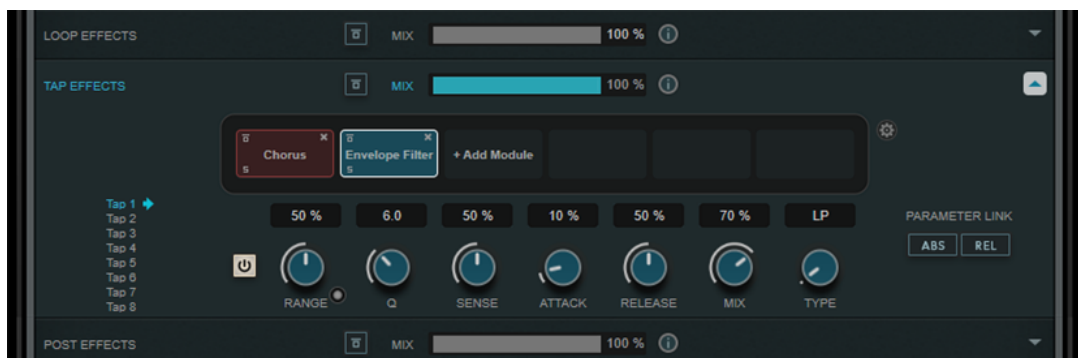 LOOP EFFECTS MIX 100 %
TAP EFFECTS MIX 100 %
Chorus Envelope Filter + Add Module
S S
Tap 1
Tap 2
Tap 3
Tap 4
Tap 5
Tap 6
Tap 7
Tap 8
50 % 6.0 50 % 10 % 50 % 70 % LP
RANGE Q SENSE ATTACK RELEASE MIX TYPE
PARAMETER LINK
ABS REL
POST EFFECTS MIX 100 %